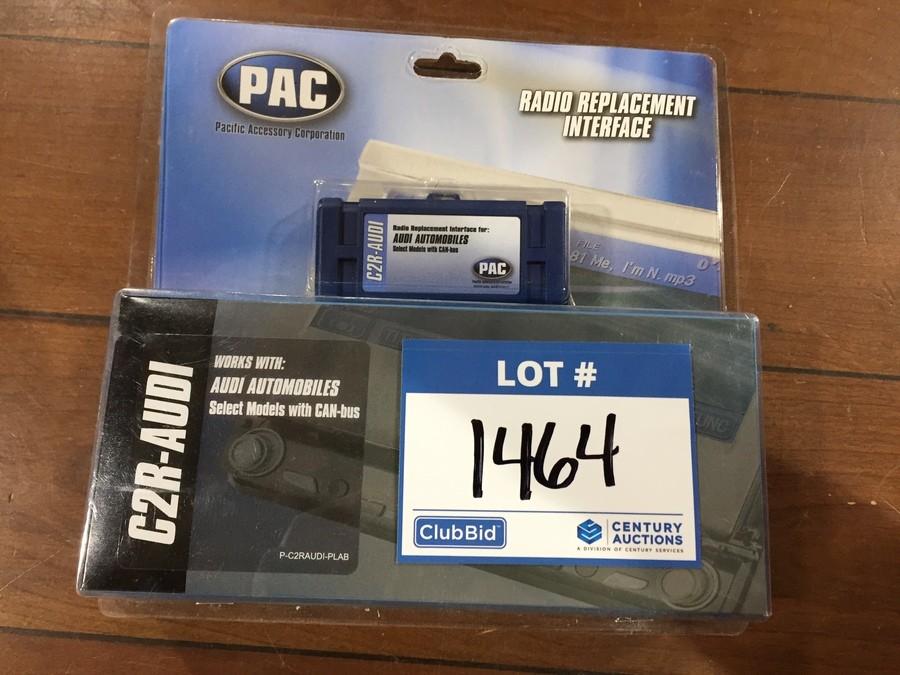 PAC
Pacific Accessory Corporation
RADIO REPLACEMENT
INTERFACE
C2R-AUDI
Radio Replacement Interface for:
AUDI AUTOMOBILES
Select Models with CAN-bus
PAC
FILE
81 Me, I'm N. mp3
C2R-AUDI
WORKS WITH:
AUDI AUTOMOBILES
Select Models with CAN-bus
P-C2RAUDI-PLAB
LOT #
1464
ClubBid
CENTURY
AUCTIONS
A DIVISION OF CENTURY SERVICES